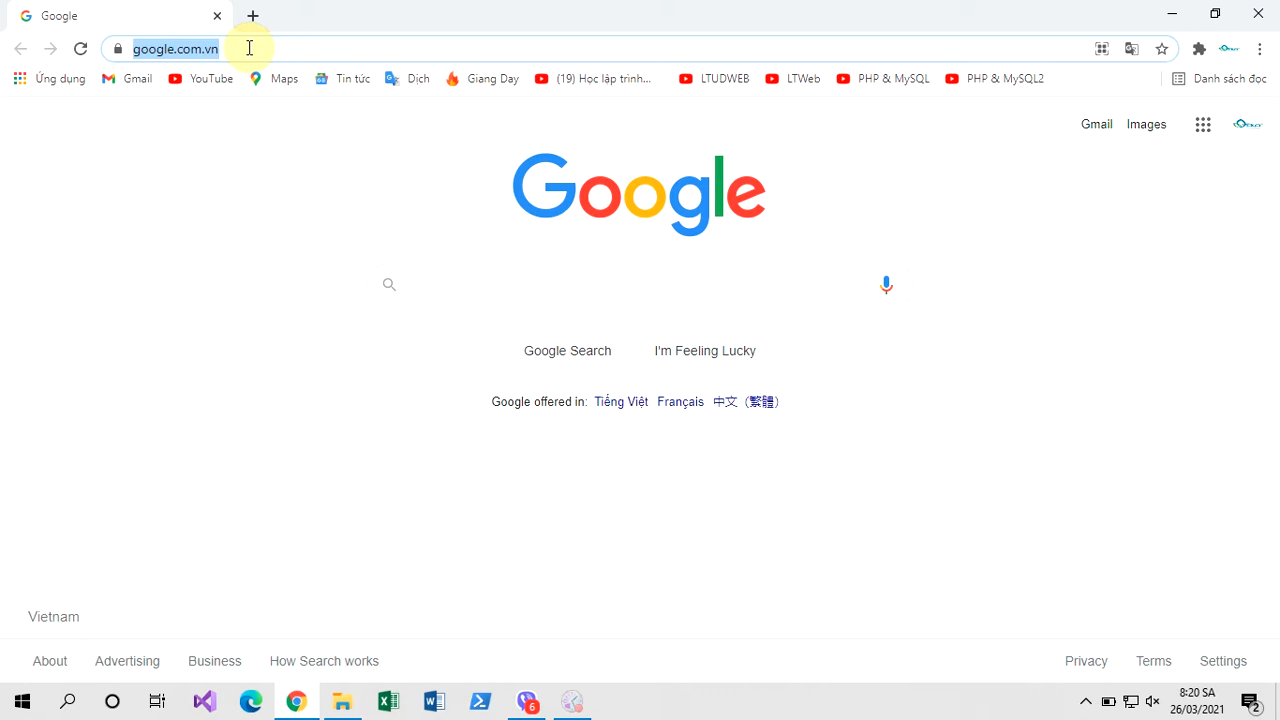 Google
google.com.vn
Ứng dụng Gmail YouTube Maps Tin tức Dịch Giang Day (19) Học lập trình... LTUDWEB LTWeb PHP & MySQL PHP & MySQL2 Danh sách đọc
Gmail Images
Google
Google Search I'm Feeling Lucky
Google offered in: Tiếng Việt Français 中文（繁體）
Vietnam
About Advertising Business How Search works Privacy Terms Settings
6
8:20 SA
26/03/2021
2